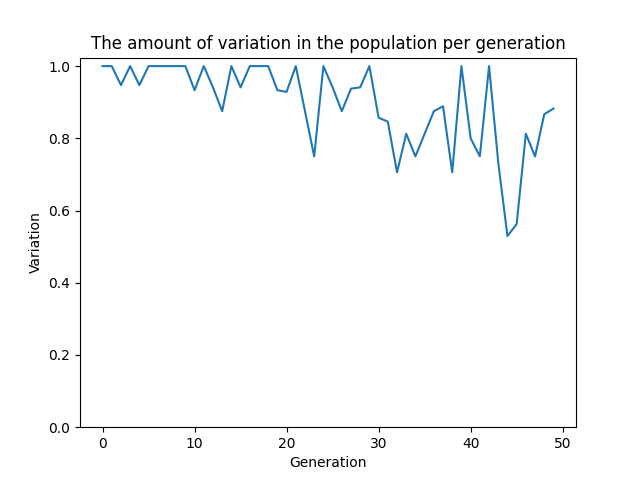 The amount of variation in the population per generation
1.0
0.8
0.6
0.4
0.2
0.0
Variation
0 10 20 30 40 50
Generation